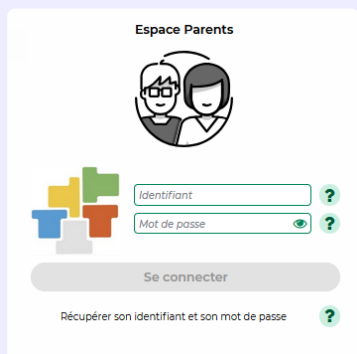 Espace Parents
Identifiant
?
Mot de passe
?
Se connecter
Récupérer son identifiant et son mot de passe
?